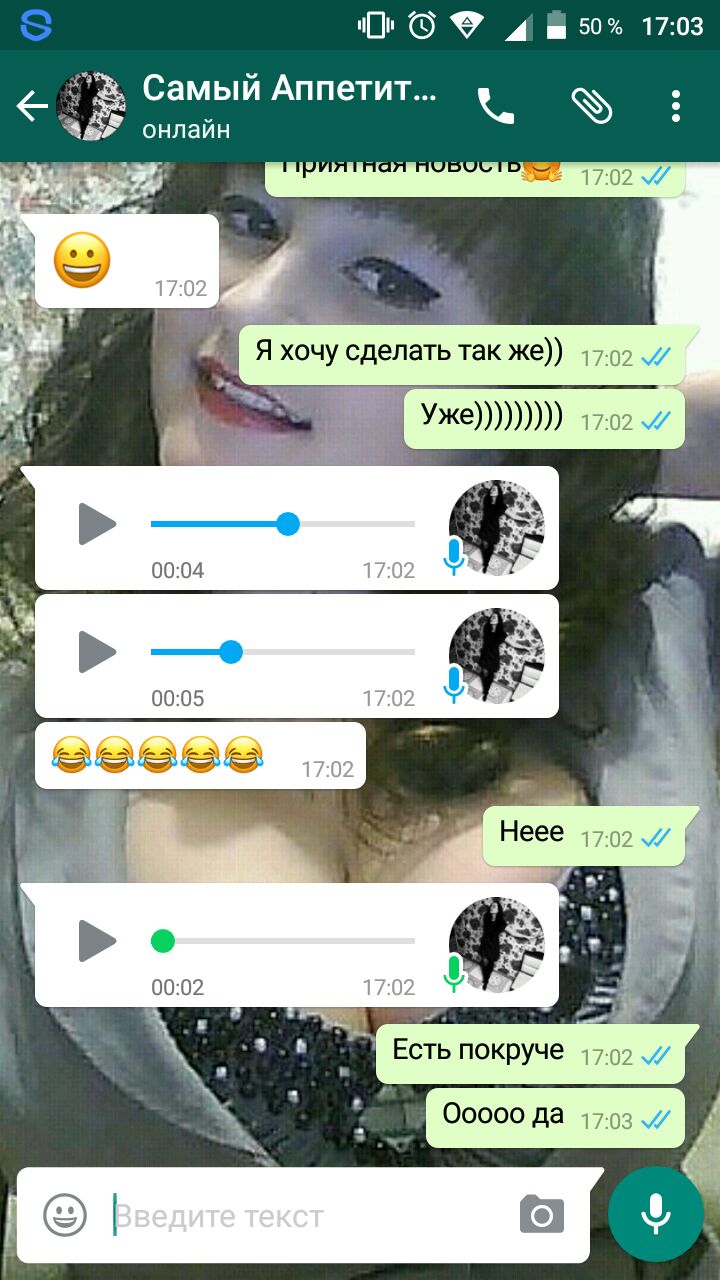 50 % 17:03
Самый Аппетит...
онлайн
Приятная новость🤗 17:02
😀 17:02
Я хочу сделать так же)) 17:02
Уже))))))))) 17:02
00:04 17:02
00:05 17:02
😂😂😂😂😂 17:02
Неее 17:02
00:02 17:02
Есть покруче 17:02
Ооооо да 17:03
Введите текст